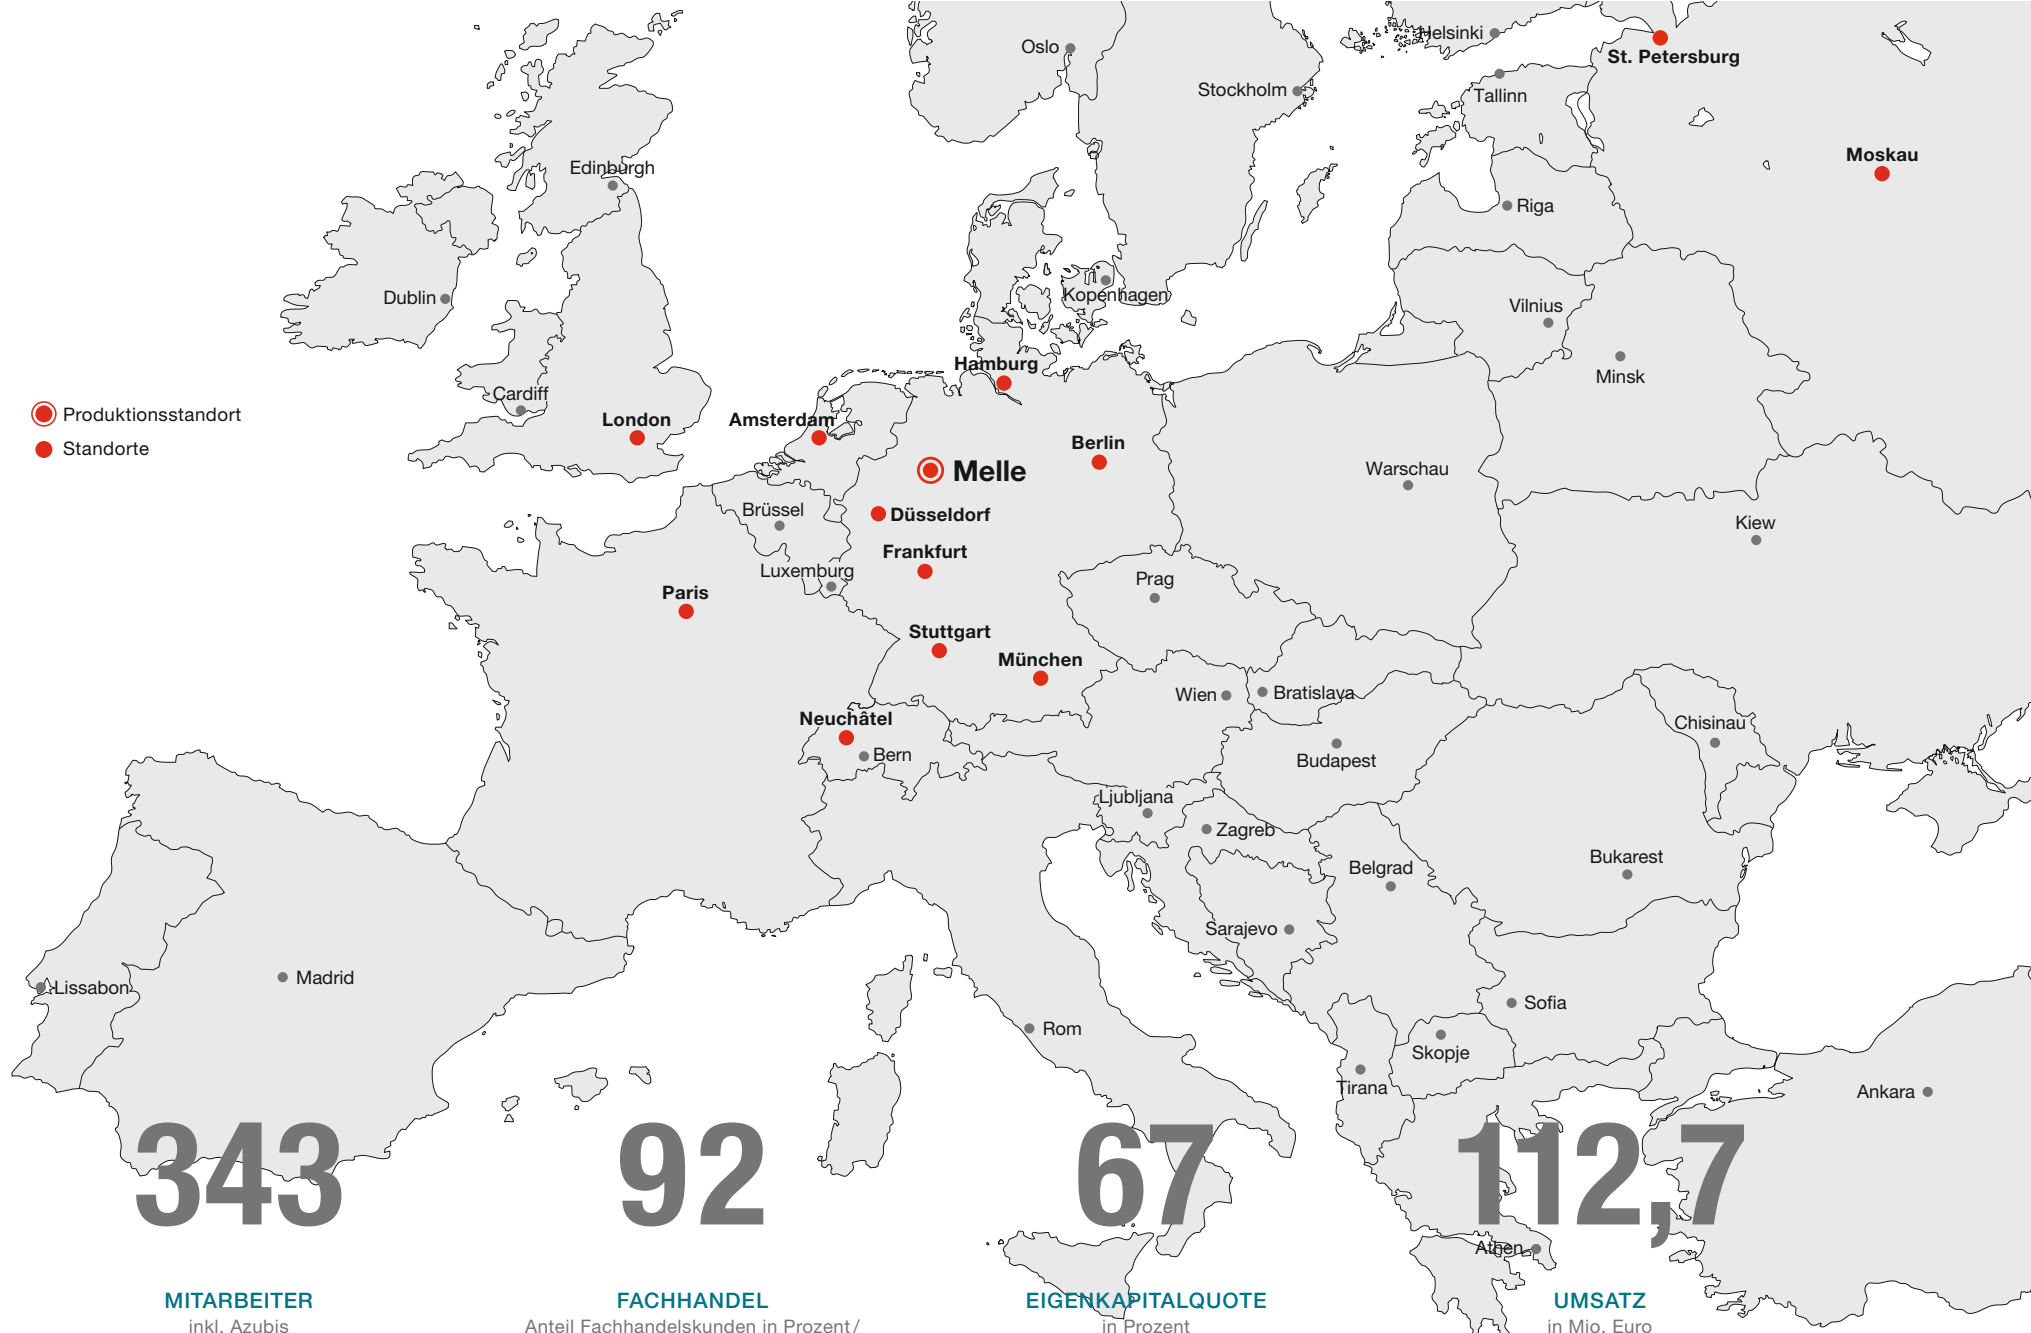 Helsinki
Oslo
St. Petersburg
Stockholm
Tallinn
Moskau
Edinburgh
Riga
Dublin
Kopenhagen
Vilnius
Hamburg
Minsk
Cardiff
Produktionsstandort
London
Amsterdam
Berlin
Standorte
Melle
Warschau
Brüssel
Düsseldorf
Kiew
Frankfurt
Luxemburg
Prag
Paris
Stuttgart
München
Wien
Bratislava
Neuchâtel
Chisinau
Bern
Budapest
Ljubljana
Zagreb
Bukarest
Belgrad
Sarajevo
Madrid
Lissabon
Sofia
Rom
Skopje
Tirana
Ankara
343
92
67
112,7
Athen
MITARBEITER
inkl. Azubis
FACHHANDEL
Anteil Fachhandelskunden in Prozent /
EIGENKAPITALQUOTE
in Prozent
UMSATZ
in Mio. Euro